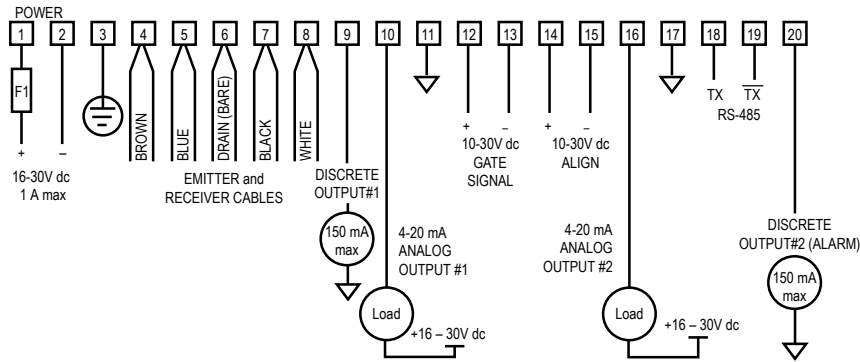 POWER
1 2 3 4 5 6 7 8 9 10 11 12 13 14 15 16 17 18 19 20
F1
+ –
16-30V dc
1 A max
BROWN
BLUE
DRAIN (BARE)
BLACK
WHITE
EMITTER and
RECEIVER CABLES
DISCRETE
OUTPUT#1
150 mA
max
4-20 mA
ANALOG
OUTPUT #1
Load
+16 – 30V dc
+ –
10-30V dc
GATE
SIGNAL
+ –
10-30V dc
ALIGN
4-20 mA
ANALOG
OUTPUT #2
Load
+16 – 30V dc
TX T̅X̅
RS-485
DISCRETE
OUTPUT#2 (ALARM)
150 mA
max